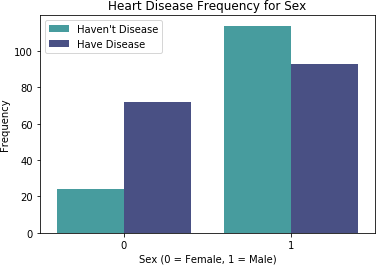 Heart Disease Frequency for Sex
Haven't Disease
Have Disease
Frequency
100
80
60
40
20
0
0
1
Sex (0 = Female, 1 = Male)